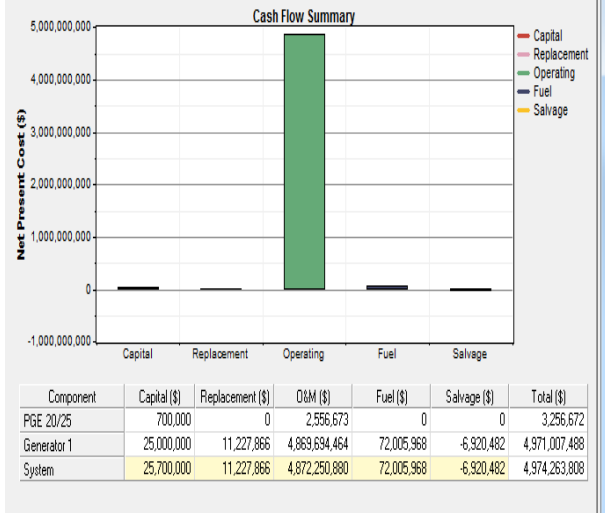 Cash Flow Summary
Net Present Cost ($)
5,000,000,000
4,000,000,000
3,000,000,000
2,000,000,000
1,000,000,000
0
-1,000,000,000
Capital Replacement Operating Fuel Salvage
Capital
Replacement
Operating
Fuel
Salvage
Component Capital ($) Replacement ($) O&M ($) Fuel ($) Salvage ($) Total ($)
PGE 20/25 700,000 0 2,556,673 0 0 3,256,672
Generator 1 25,000,000 11,227,866 4,869,694,464 72,005,968 -6,920,482 4,971,007,488
System 25,700,000 11,227,866 4,872,250,880 72,005,968 -6,920,482 4,974,263,808